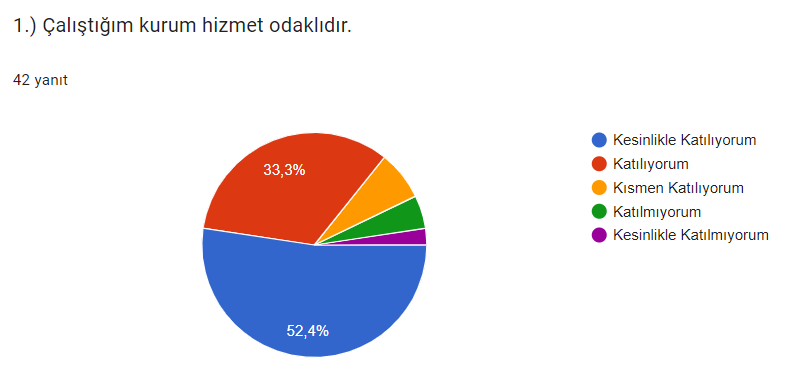 1.) Çalıştığım kurum hizmet odaklıdır.
42 yanıt
33,3%
52,4%
Kesinlikle Katılıyorum
Katılıyorum
Kısmen Katılıyorum
Katılmıyorum
Kesinlikle Katılmıyorum